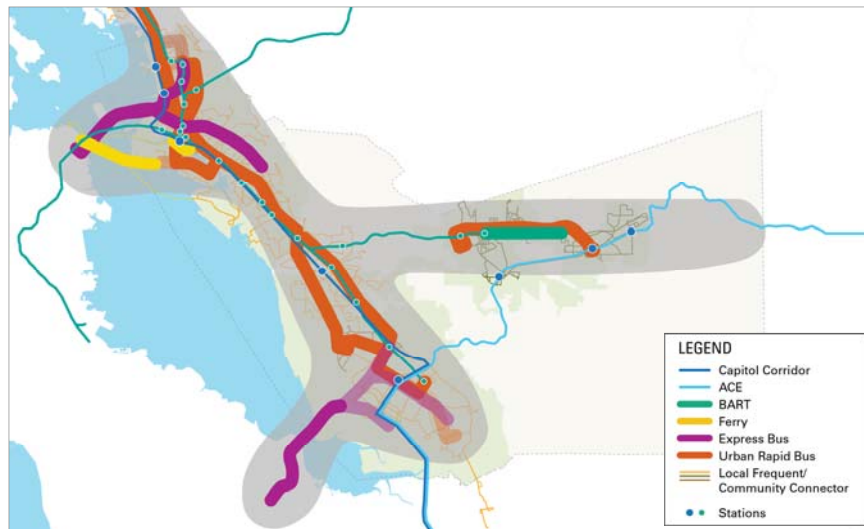 LEGEND
Capitol Corridor
ACE
BART
Ferry
Express Bus
Urban Rapid Bus
Local Frequent/
Community Connector
Stations